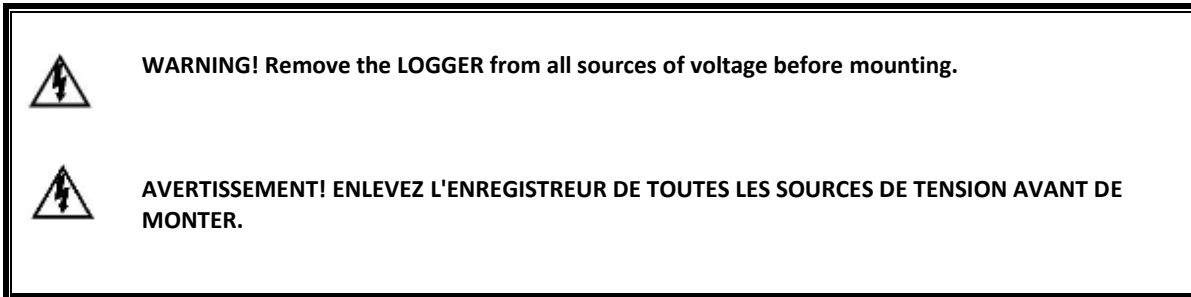 WARNING! Remove the LOGGER from all sources of voltage before mounting.
AVERTISSEMENT! ENLEVEZ L'ENREGISTREUR DE TOUTES LES SOURCES DE TENSION AVANT DE
MONTER.